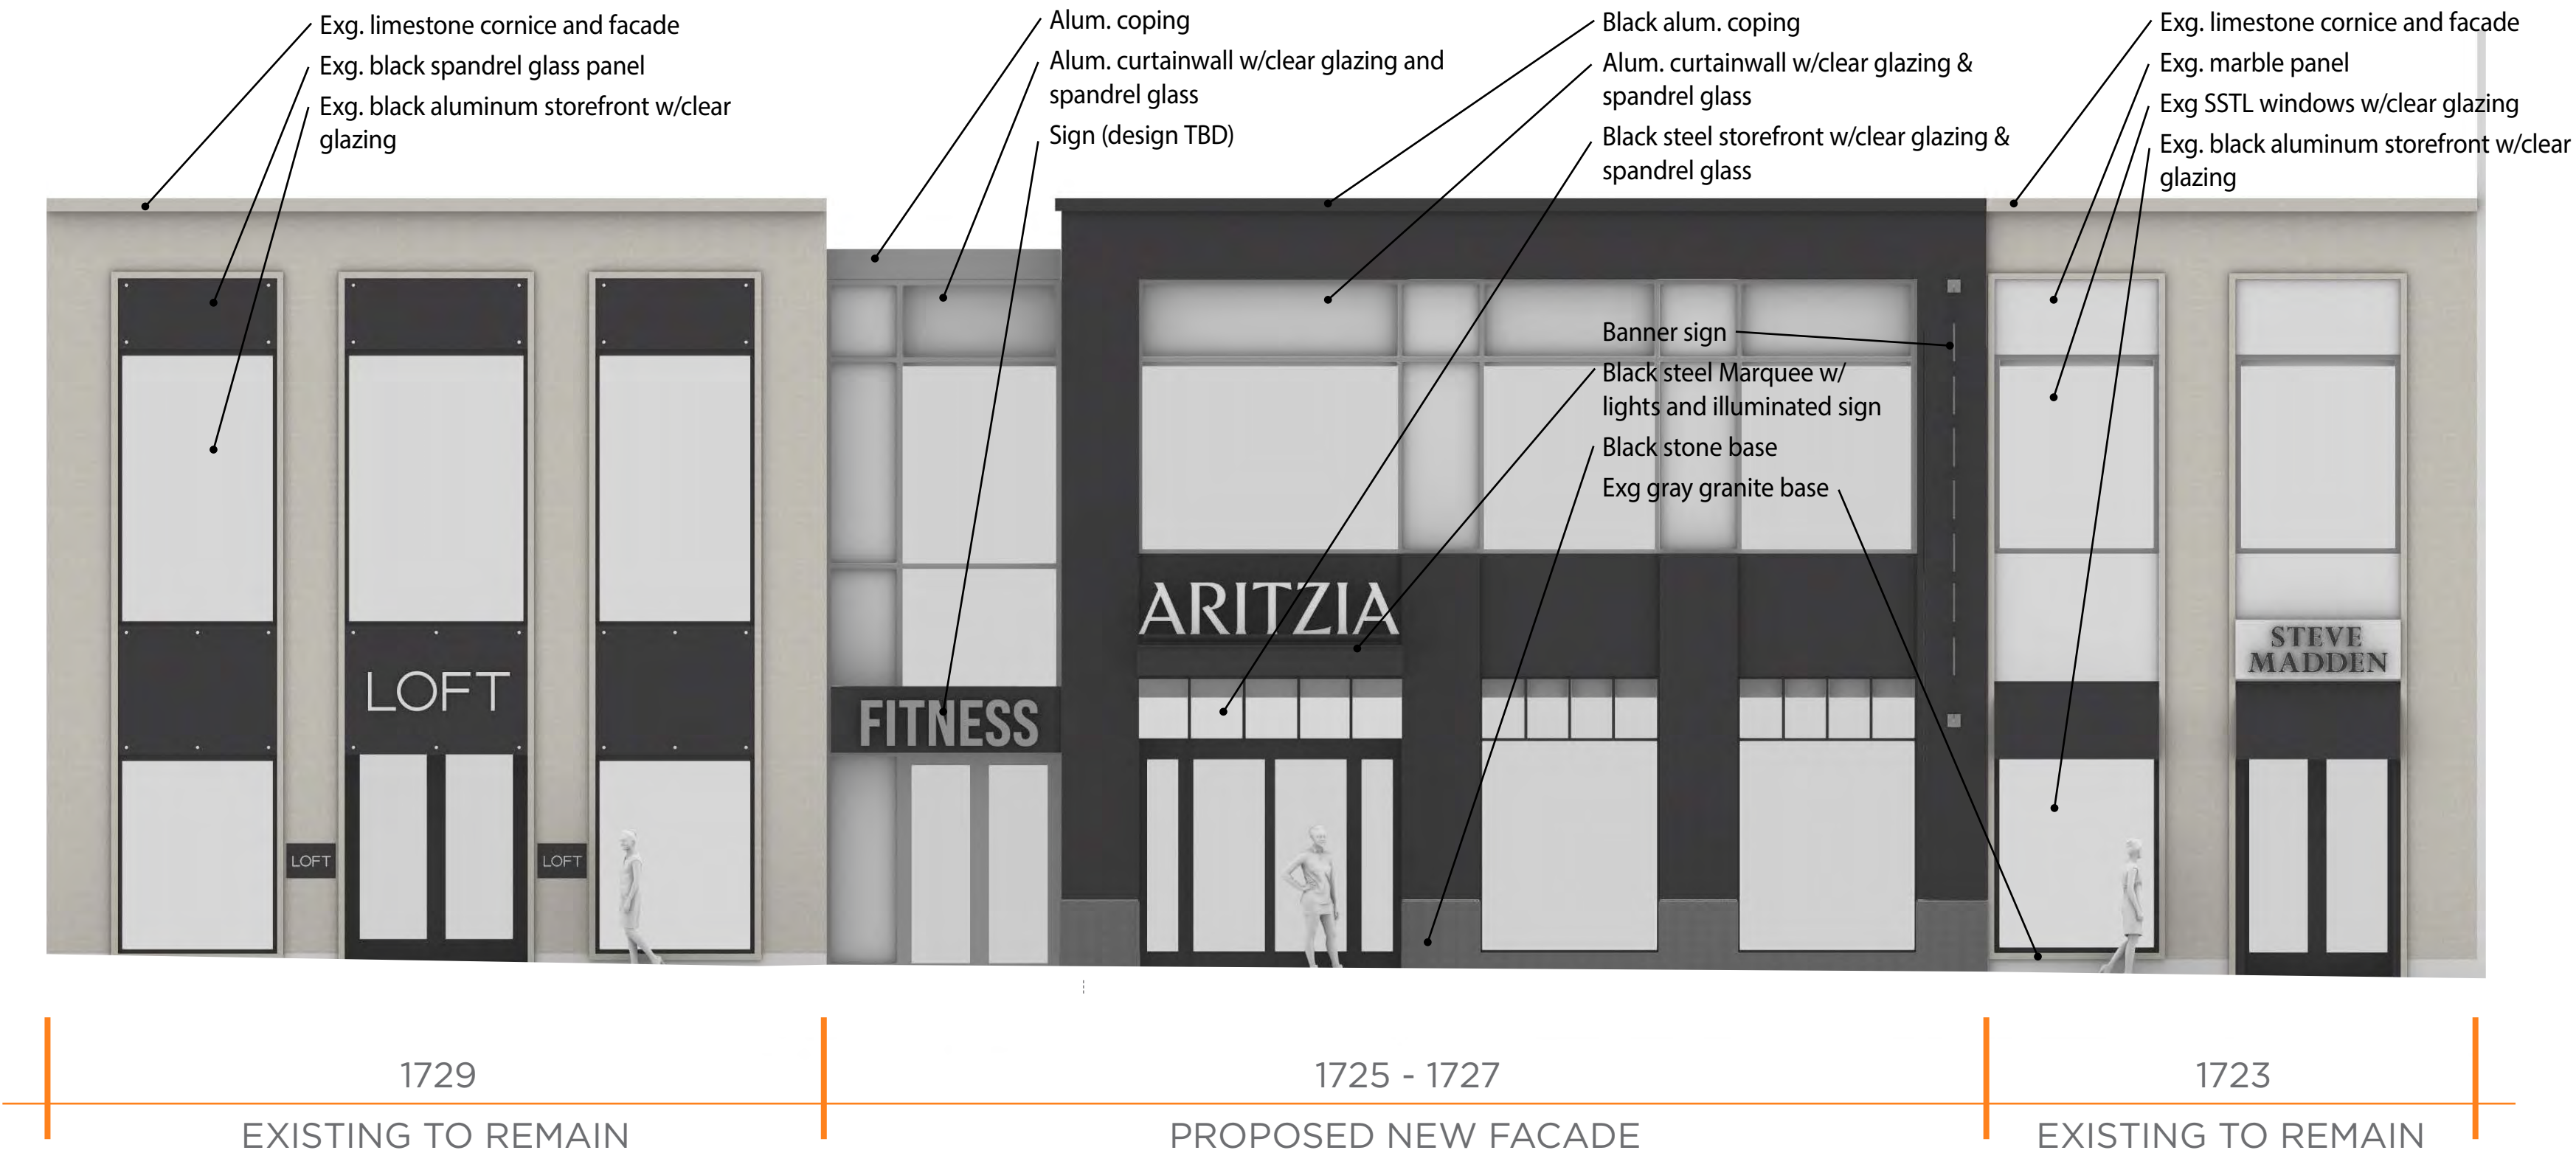 Exg. limestone cornice and facade
Exg. black spandrel glass panel
Exg. black aluminum storefront w/clear
glazing
Alum. coping
Alum. curtainwall w/clear glazing and
spandrel glass
Sign (design TBD)
Black alum. coping
Alum. curtainwall w/clear glazing &
spandrel glass
Black steel storefront w/clear glazing &
spandrel glass
Exg. limestone cornice and facade
Exg. marble panel
Exg SSTL windows w/clear glazing
Exg. black aluminum storefront w/clear
glazing
Banner sign
Black steel Marquee w/
lights and illuminated sign
Black stone base
Exg gray granite base
LOFT
LOFT
LOFT
FITNESS
ARITZIA
STEVE
MADDEN
1729
EXISTING TO REMAIN
1725 - 1727
PROPOSED NEW FACADE
1723
EXISTING TO REMAIN